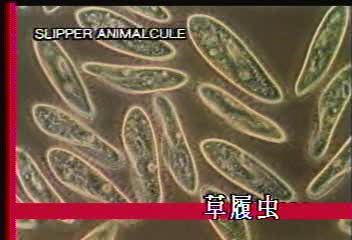 SLIPPER ANIMALCULE
草履虫